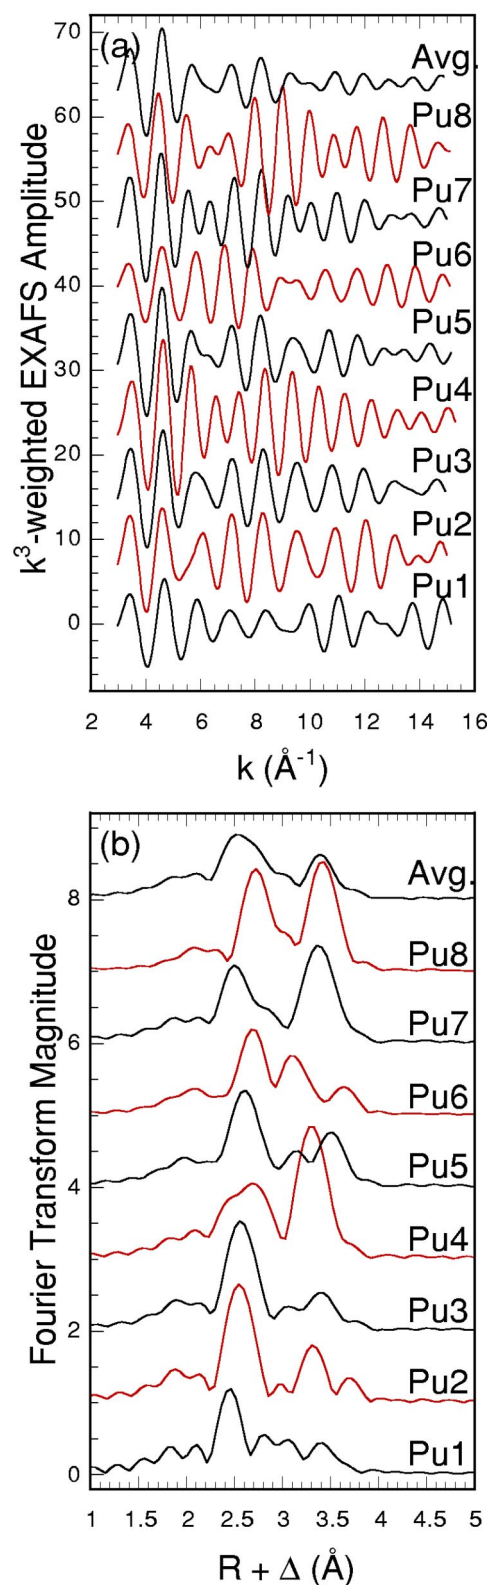 (a)
k³-weighted EXAFS Amplitude
70
60
50
40
30
20
10
0
Avg.
Pu8
Pu7
Pu6
Pu5
Pu4
Pu3
Pu2
Pu1
2 4 6 8 10 12 14 16
k (Å⁻¹)
(b)
Fourier Transform Magnitude
8
6
4
2
0
Avg.
Pu8
Pu7
Pu6
Pu5
Pu4
Pu3
Pu2
Pu1
1 1.5 2 2.5 3 3.5 4 4.5 5
R + Δ (Å)